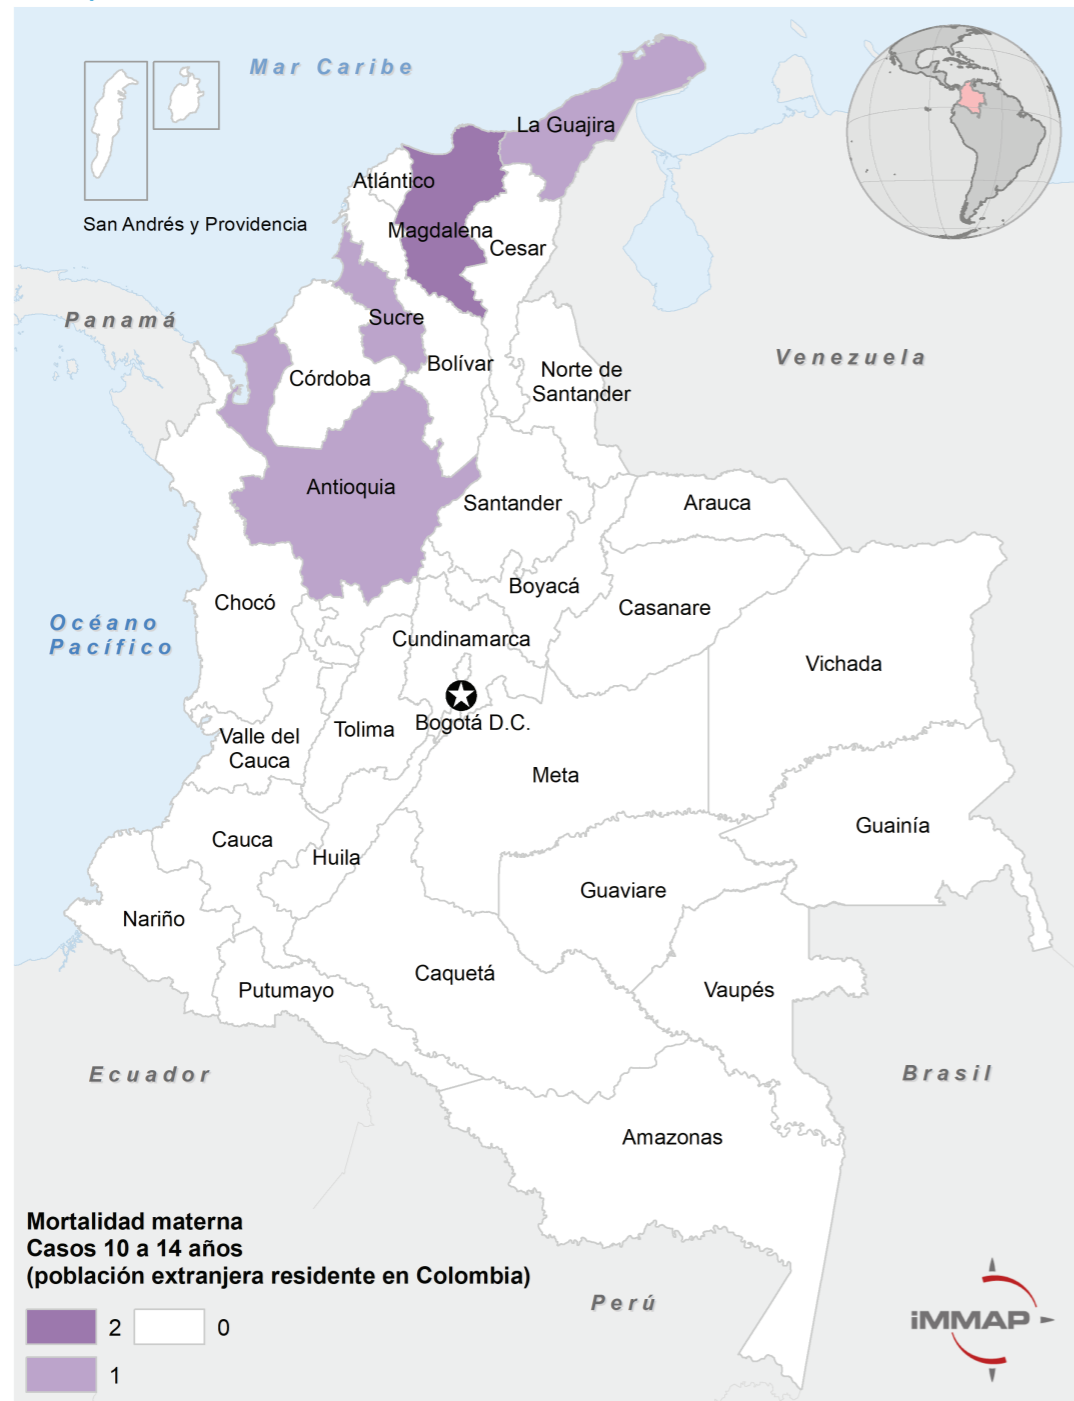 Mar Caribe
La Guajira
Atlántico
San Andrés y Providencia
Magdalena
Cesar
Panamá
Sucre
Venezuela
Bolívar
Córdoba
Norte de
Santander
Antioquia
Santander
Arauca
Boyacá
Chocó
Casanare
Océano
Pacífico
Cundinamarca
Vichada
Bogotá D.C.
Tolima
Valle del
Cauca
Meta
Guainía
Cauca
Huila
Guaviare
Nariño
Caquetá
Putumayo
Vaupés
Ecuador
Brasil
Amazonas
Mortalidad materna
Casos 10 a 14 años
(población extranjera residente en Colombia)
Perú
2 0
1
iMMAP